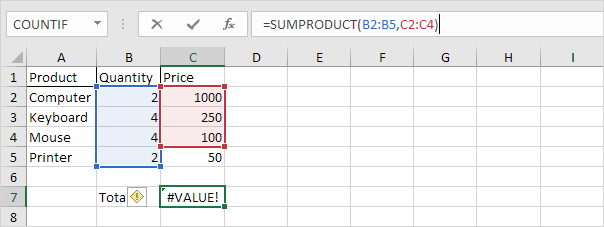 COUNTIF =SUMPRODUCT(B2:B5,C2:C4)
A B C D E F G H I
1 Product Quantity Price
2 Computer 2 1000
3 Keyboard 4 250
4 Mouse 4 100
5 Printer 2 50
6
7 Tota #VALUE!
8